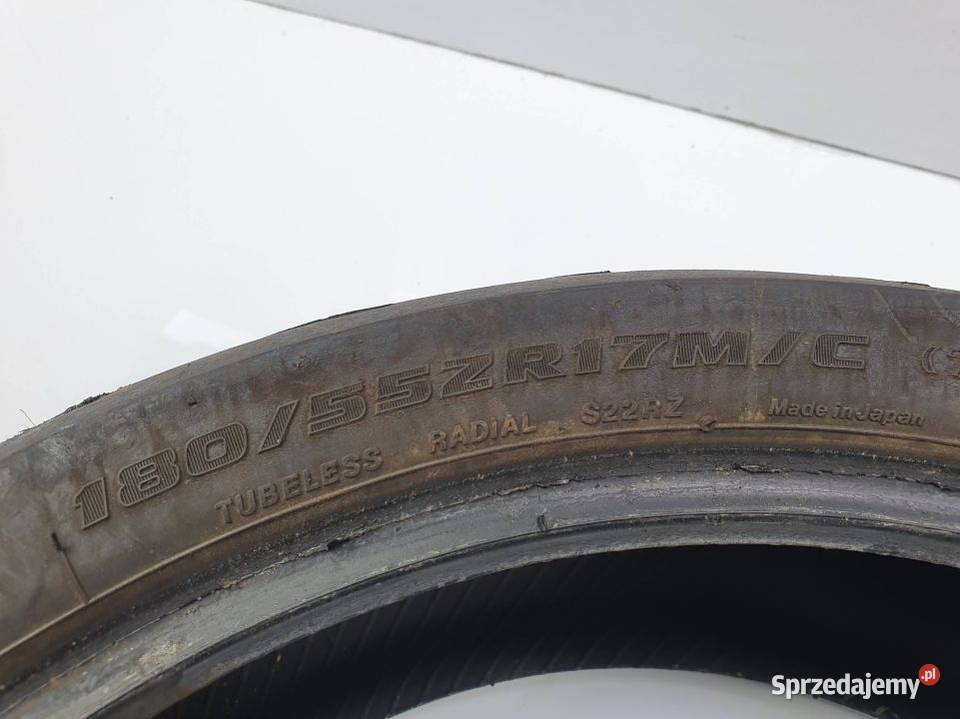 180/55ZR17M/C
TUBELESS RADIAL S22RZ Made in Japan
Sprzedajemy.pl